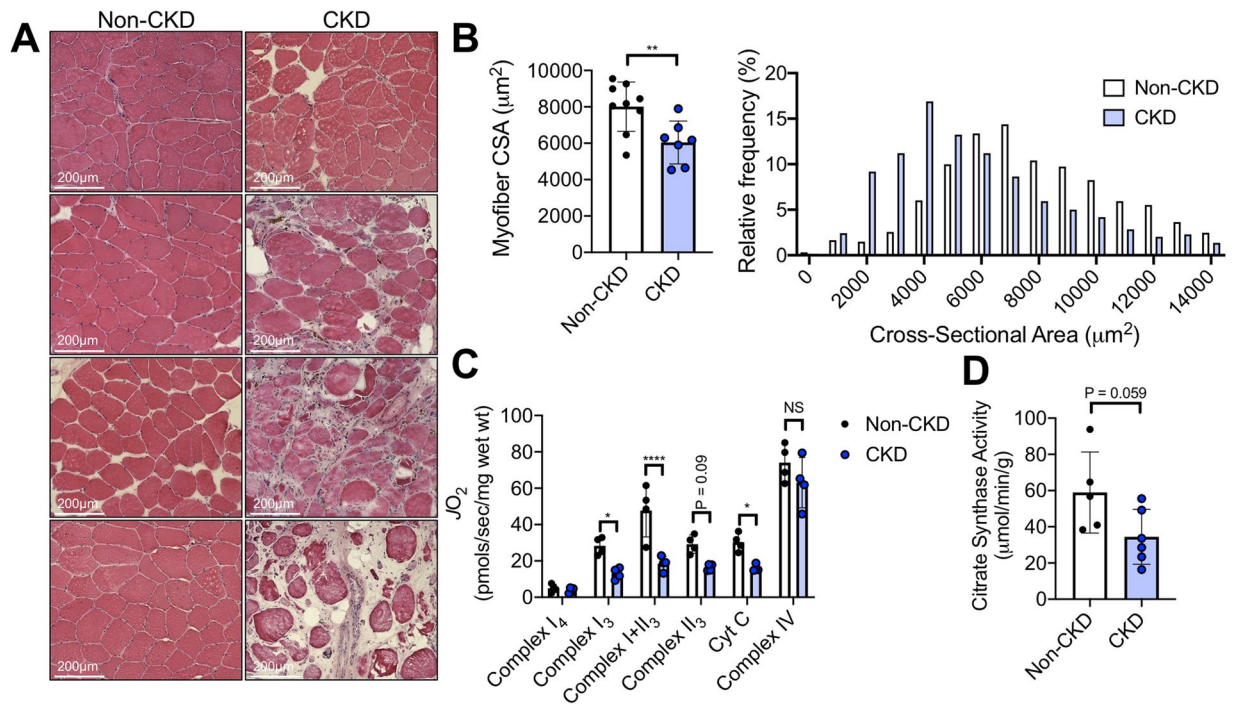 A
Non-CKD
CKD
200μm
200μm
200μm
200μm
200μm
200μm
200μm
200μm
B
Myofiber CSA (μm²)
10000
8000
6000
4000
2000
0
**
Non-CKD
CKD
Relative frequency (%)
20
15
10
5
0
Non-CKD
CKD
0
2000
4000
6000
8000
10000
12000
14000
Cross-Sectional Area (μm²)
C
JO₂
(pmols/sec/mg wet wt)
100
80
60
40
20
0
*
****
P = 0.09
*
NS
Non-CKD
CKD
Complex I₄
Complex I₃
Complex I+II₃
Complex II₃
Cyt C
Complex IV
D
Citrate Synthase Activity
(μmol/min/g)
100
80
60
40
20
0
P = 0.059
Non-CKD
CKD